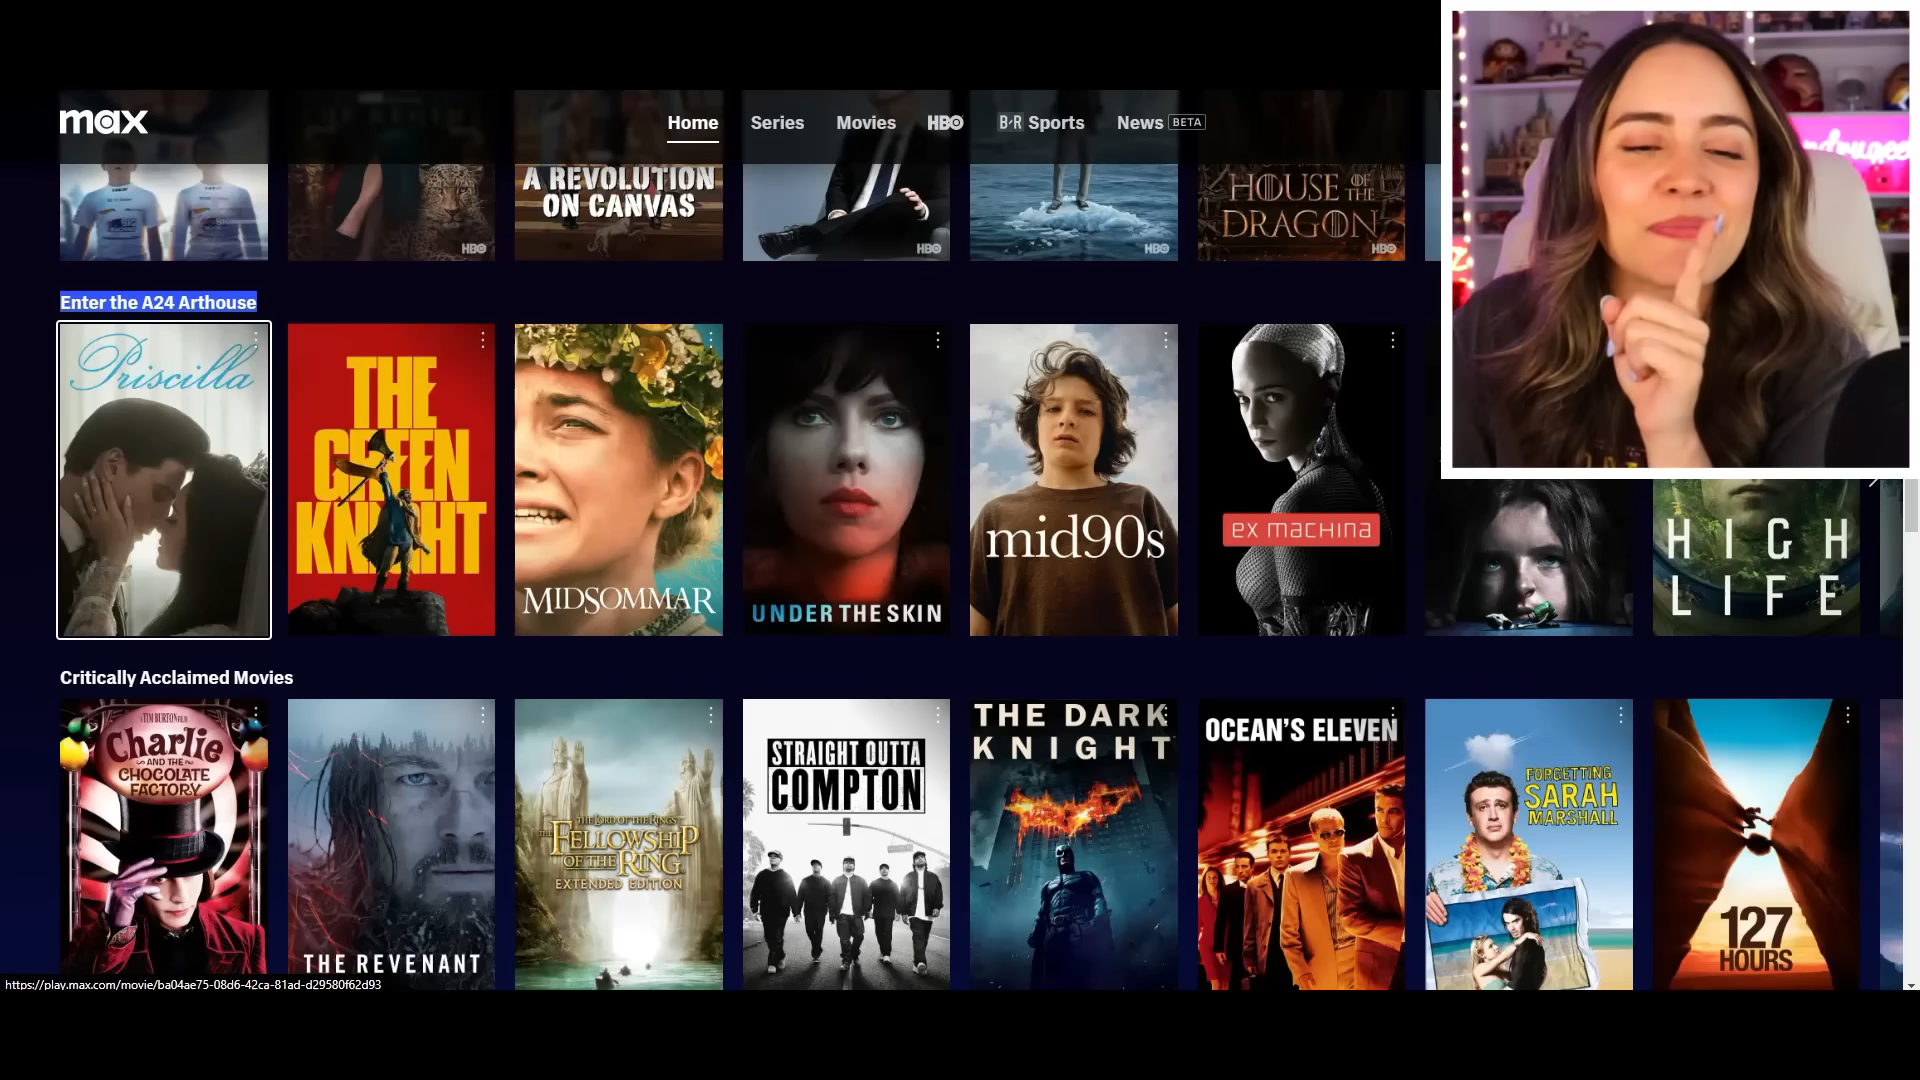 max
Home
Series
Movies
HBO
B/R Sports
News BETA
A REVOLUTION
ON CANVAS
HOUSE OF THE
DRAGON
HBO
HBO
HBO
HBO
Enter the A24 Arthouse
Priscilla
THE
GREEN
KNIGHT
MIDSOMMAR
UNDER THE SKIN
mid90s
ex machina
HIGH
LIFE
Critically Acclaimed Movies
A TIM BURTON FILM
Charlie
AND THE
CHOCOLATE
FACTORY
THE REVENANT
THE LORD OF THE RINGS
THE FELLOWSHIP
OF THE RING
EXTENDED EDITION
STRAIGHT OUTTA
COMPTON
THE DARK
KNIGHT
OCEAN'S ELEVEN
FORGETTING
SARAH
MARSHALL
127
HOURS
https://play.max.com/movie/ba04ae75-08d6-42ca-81ad-d29580f62d93